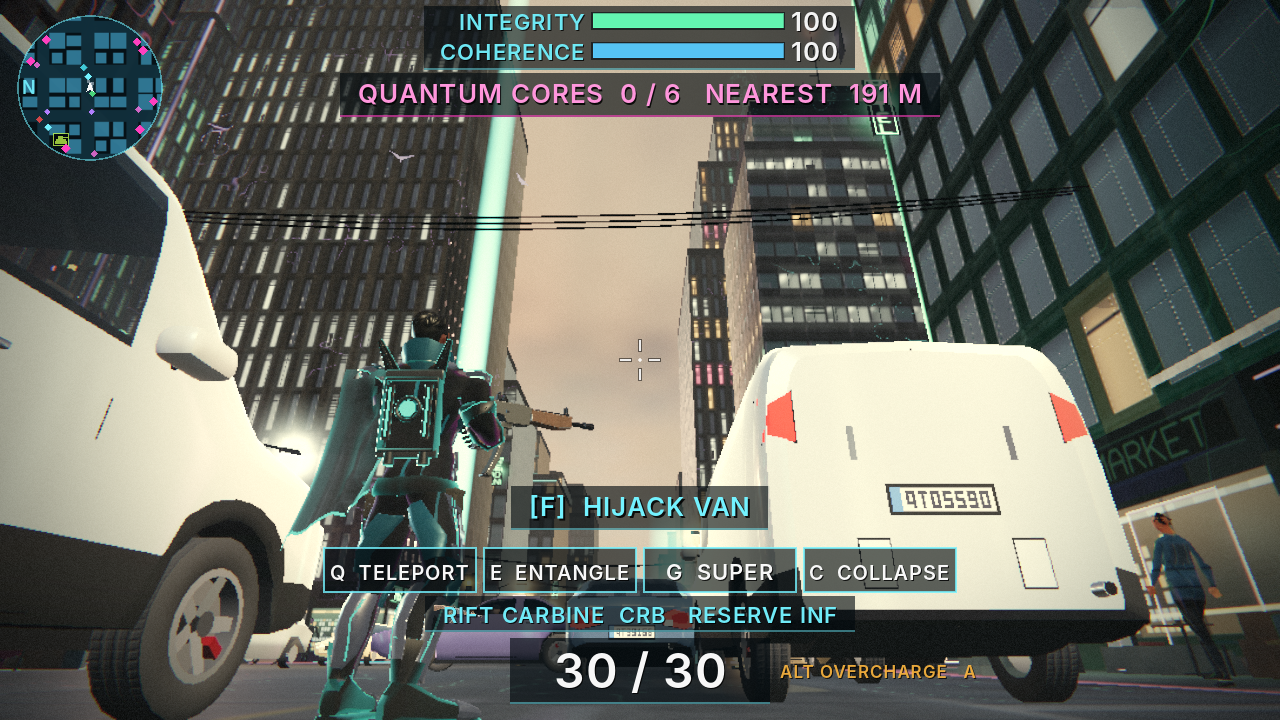 INTEGRITY 100
COHERENCE 100
QUANTUM CORES 0 / 6 NEAREST 191 M
N
ARKET
[F] HIJACK VAN
QTOSS90
Q TELEPORT
E ENTANGLE
G SUPER
C COLLAPSE
RIFT CARBINE CRB RESERVE INF
30 / 30
ALT OVERCHARGE A